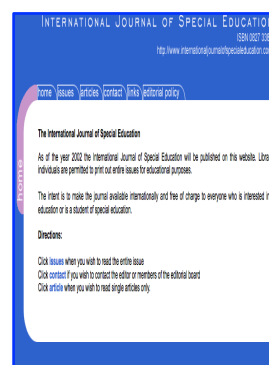 INTERNATIONAL JOURNAL OF SPECIAL EDUCATION
ISBN 0827 338
http://www.internationaljournalofspecialeducation.com
home issues articles contact links editorial policy
home
The International Journal of Special Education
As of the year 2002 the International Journal of Special Education will be published on this website. Libra
individuals are permitted to print out entire issues for educational purposes.
The intent is to make the journal available internationally and free of charge to everyone who is interested in
education or is a student of special education.
Directions:
Click issues when you wish to read the entire issue
Click contact if you wish to contact the editor or members of the editorial board
Click article when you wish to read single articles only.